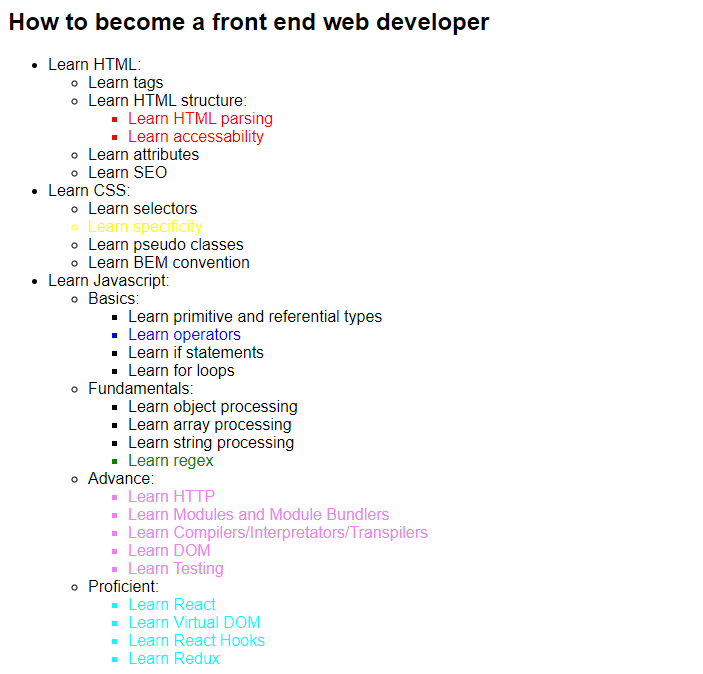 How to become a front end web developer
Learn HTML:
Learn tags
Learn HTML structure:
Learn HTML parsing
Learn accessability
Learn attributes
Learn SEO
Learn CSS:
Learn selectors
Learn specificity
Learn pseudo classes
Learn BEM convention
Learn Javascript:
Basics:
Learn primitive and referential types
Learn operators
Learn if statements
Learn for loops
Fundamentals:
Learn object processing
Learn array processing
Learn string processing
Learn regex
Advance:
Learn HTTP
Learn Modules and Module Bundlers
Learn Compilers/Interpretators/Transpilers
Learn DOM
Learn Testing
Proficient:
Learn React
Learn Virtual DOM
Learn React Hooks
Learn Redux